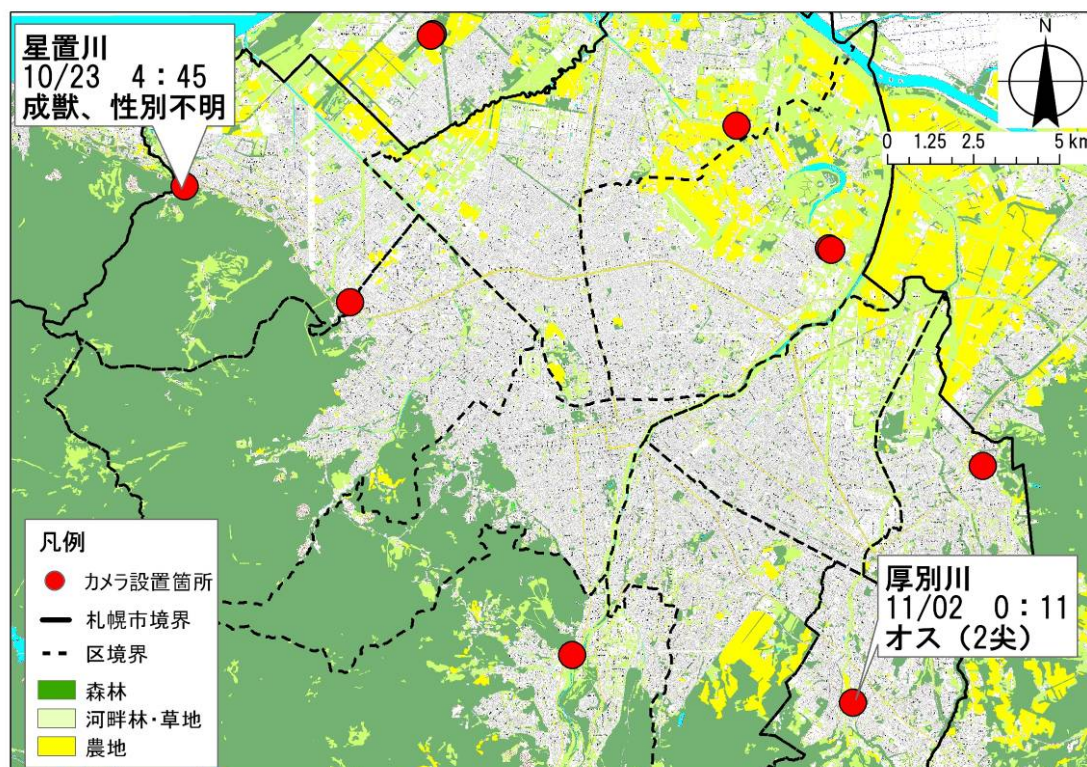 星置川
10/23 4：45
成獣、性別不明
N
0 1.25 2.5 5 km
凡例
カメラ設置箇所
札幌市境界
区境界
森林
河畔林・草地
農地
厚別川
11/02 0：11
オス（2尖）